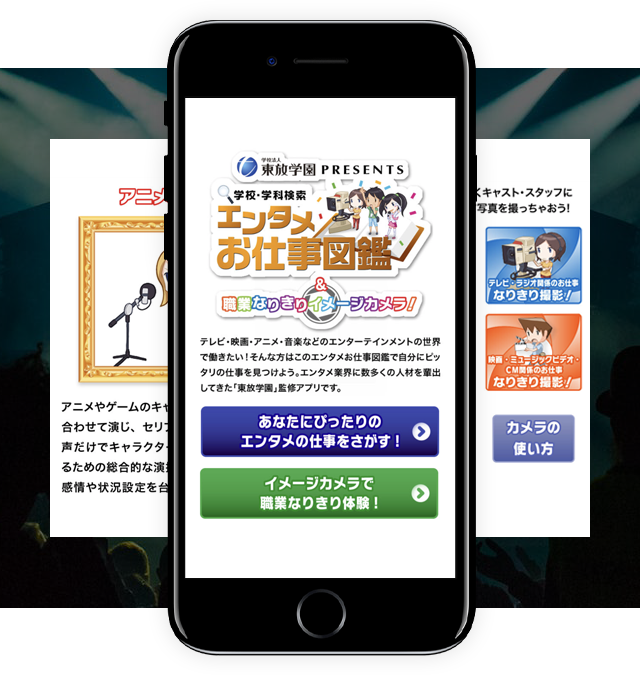 学校法人
東放学園 PRESENTS
学校・学科検索
エンタメ
お仕事図鑑
&
職業なりきりイメージカメラ!
テレビ・映画・アニメ・音楽などのエンターテインメントの世界
で働きたい!そんな方はこのエンタメお仕事図鑑で自分にピッ
タリの仕事を見つけよう。エンタメ業界に数多くの人材を輩出
してきた「東放学園」監修アプリです。
あなたにぴったりの
エンタメの仕事をさがす!
イメージカメラで
職業なりきり体験!
アニメ
アニメやゲームのキャ
合わせて演じ、セリフ
声だけでキャラクター
るための総合的な演技
感情や状況設定を台
くキャスト・スタッフに
写真を撮っちゃおう!
テレビ・ラジオ関係のお仕事
なりきり撮影!
映画・ミュージックビデオ・
CM関係のお仕事
なりきり撮影!
カメラの
使い方